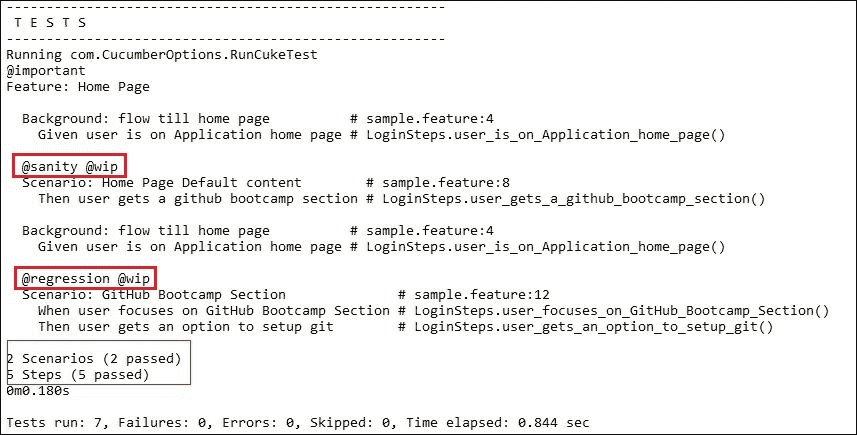 -------------------------------------------------------
T E S T S
-------------------------------------------------------
Running com.CucumberOptions.RunCukeTest
@important
Feature: Home Page
Background: flow till home page # sample.feature:4
Given user is on Application home page # LoginSteps.user_is_on_Application_home_page()
@sanity @wip
Scenario: Home Page Default content # sample.feature:8
Then user gets a github bootcamp section # LoginSteps.user_gets_a_github_bootcamp_section()
Background: flow till home page # sample.feature:4
Given user is on Application home page # LoginSteps.user_is_on_Application_home_page()
@regression @wip
Scenario: GitHub Bootcamp Section # sample.feature:12
When user focuses on GitHub Bootcamp Section # LoginSteps.user_focuses_on_GitHub_Bootcamp_Section()
Then user gets an option to setup git # LoginSteps.user_gets_an_option_to_setup_git()
2 Scenarios (2 passed)
5 Steps (5 passed)
0m0.180s
Tests run: 7, Failures: 0, Errors: 0, Skipped: 0, Time elapsed: 0.844 sec